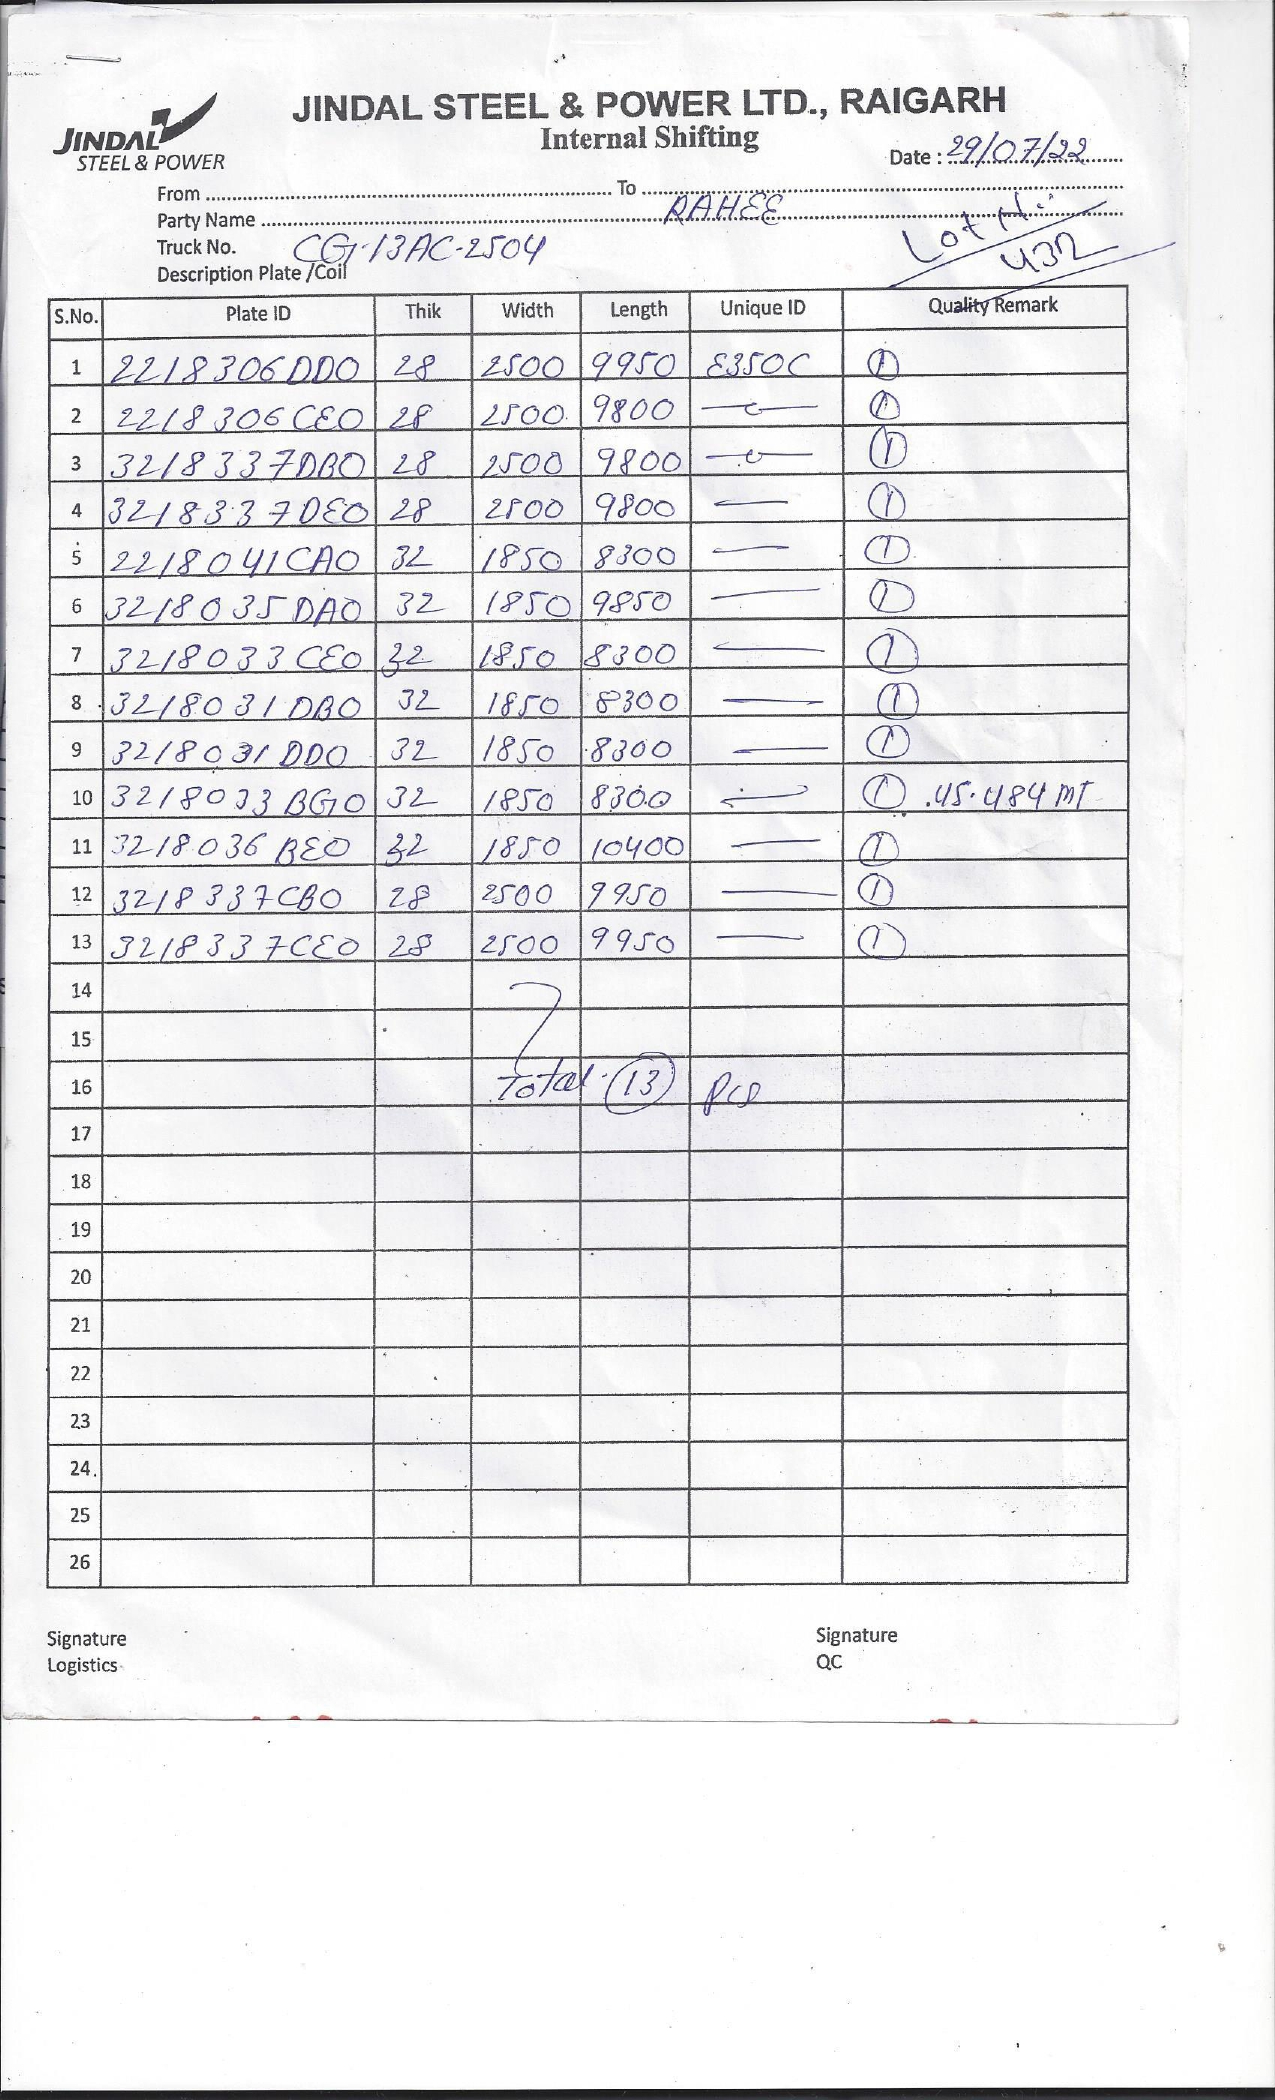 JINDAL STEEL & POWER LTD., RAIGARH
JINDAL
STEEL & POWER
Internal Shifting
Date : 29/07/22
From To
Party Name RAHEE
Lot No:
432
Truck No. CG-13AC-2504
Description Plate /Coil
S.No. Plate ID Thik Width Length Unique ID Quality Remark
1 2218306DDO 28 2500 9950 E350C 1
2 2218306CEO 28 2500 9800 —〃— 1
3 3218337DBO 28 2500 9800 —〃— 1
4 3218337DEO 28 2500 9800 — 1
5 2218041CAO 32 1850 8300 — 1
6 3218035DAO 32 1850 9850 — 1
7 3218033CEO 32 1850 8300 — 1
8 3218031DBO 32 1850 8300 — 1
9 3218031DDO 32 1850 8300 — 1
10 3218033BGO 32 1850 8300 —〃— 1 45.484 MT
11 3218036BEO 32 1850 10400 — 1
12 3218337CBO 28 2500 9950 — 1
13 3218337CEO 28 2500 9950 — 1
14
15
16 Total. 13 Pcs
17
18
19
20
21
22
23
24
25
26
Signature Signature
Logistics QC